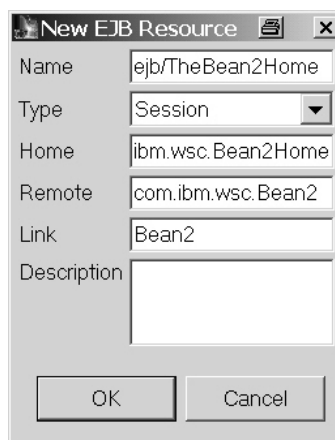 New EJB Resource
Name ejb/TheBean2Home
Type Session
Home ibm.wsc.Bean2Home
Remote com.ibm.wsc.Bean2
Link Bean2
Description
OK Cancel